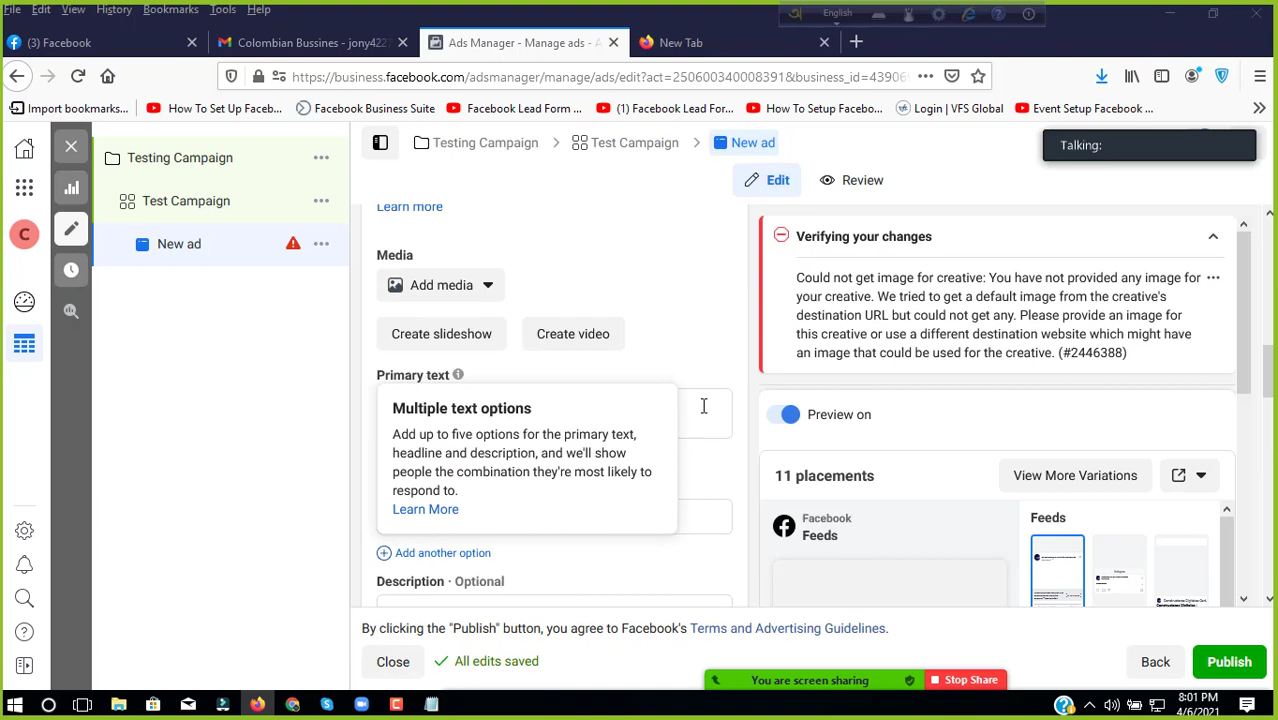 File Edit View History Bookmarks Tools Help
English
(3) Facebook
Colombian Bussines - jony422
Ads Manager - Manage ads - A
New Tab
https://business.facebook.com/adsmanager/manage/ads/edit?act=250600340008391&business_id=43906
Import bookmarks...
How To Set Up Faceb...
Facebook Business Suite
Facebook Lead Form ...
(1) Facebook Lead For...
How To Setup Facebo...
Login | VFS Global
Event Setup Facebook ...
Testing Campaign
Test Campaign
New ad
Talking:
Testing Campaign
Test Campaign
New ad
C
Edit
Review
Learn more
Media
Add media
Create slideshow
Create video
Primary text
Multiple text options
Add up to five options for the primary text,
headline and description, and we'll show
people the combination they're most likely to
respond to.
Learn More
Add another option
Description · Optional
Verifying your changes
Could not get image for creative: You have not provided any image for
your creative. We tried to get a default image from the creative's
destination URL but could not get any. Please provide an image for
this creative or use a different destination website which might have
an image that could be used for the creative. (#2446388)
Preview on
11 placements
View More Variations
Facebook
Feeds
Feeds
By clicking the "Publish" button, you agree to Facebook's Terms and Advertising Guidelines.
Close
All edits saved
Back
Publish
You are screen sharing
Stop Share
8:01 PM
4/6/2021